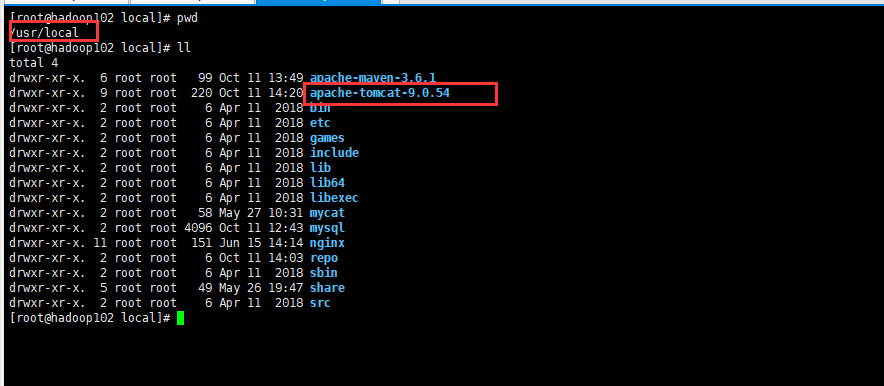 [root@hadoop102 local]# pwd
/usr/local
[root@hadoop102 local]# ll
total 4
drwxr-xr-x.  6 root root   99 Oct 11 13:49 apache-maven-3.6.1
drwxr-xr-x.  9 root root  220 Oct 11 14:20 apache-tomcat-9.0.54
drwxr-xr-x.  2 root root    6 Apr 11  2018 bin
drwxr-xr-x.  2 root root    6 Apr 11  2018 etc
drwxr-xr-x.  2 root root    6 Apr 11  2018 games
drwxr-xr-x.  2 root root    6 Apr 11  2018 include
drwxr-xr-x.  2 root root    6 Apr 11  2018 lib
drwxr-xr-x.  2 root root    6 Apr 11  2018 lib64
drwxr-xr-x.  2 root root    6 Apr 11  2018 libexec
drwxr-xr-x.  2 root root   58 May 27 10:31 mycat
drwxr-xr-x.  2 root root 4096 Oct 11 12:43 mysql
drwxr-xr-x. 11 root root  151 Jun 15 14:14 nginx
drwxr-xr-x.  2 root root    6 Oct 11 14:03 repo
drwxr-xr-x.  2 root root    6 Apr 11  2018 sbin
drwxr-xr-x.  5 root root   49 May 26 19:47 share
drwxr-xr-x.  2 root root    6 Apr 11  2018 src
[root@hadoop102 local]#